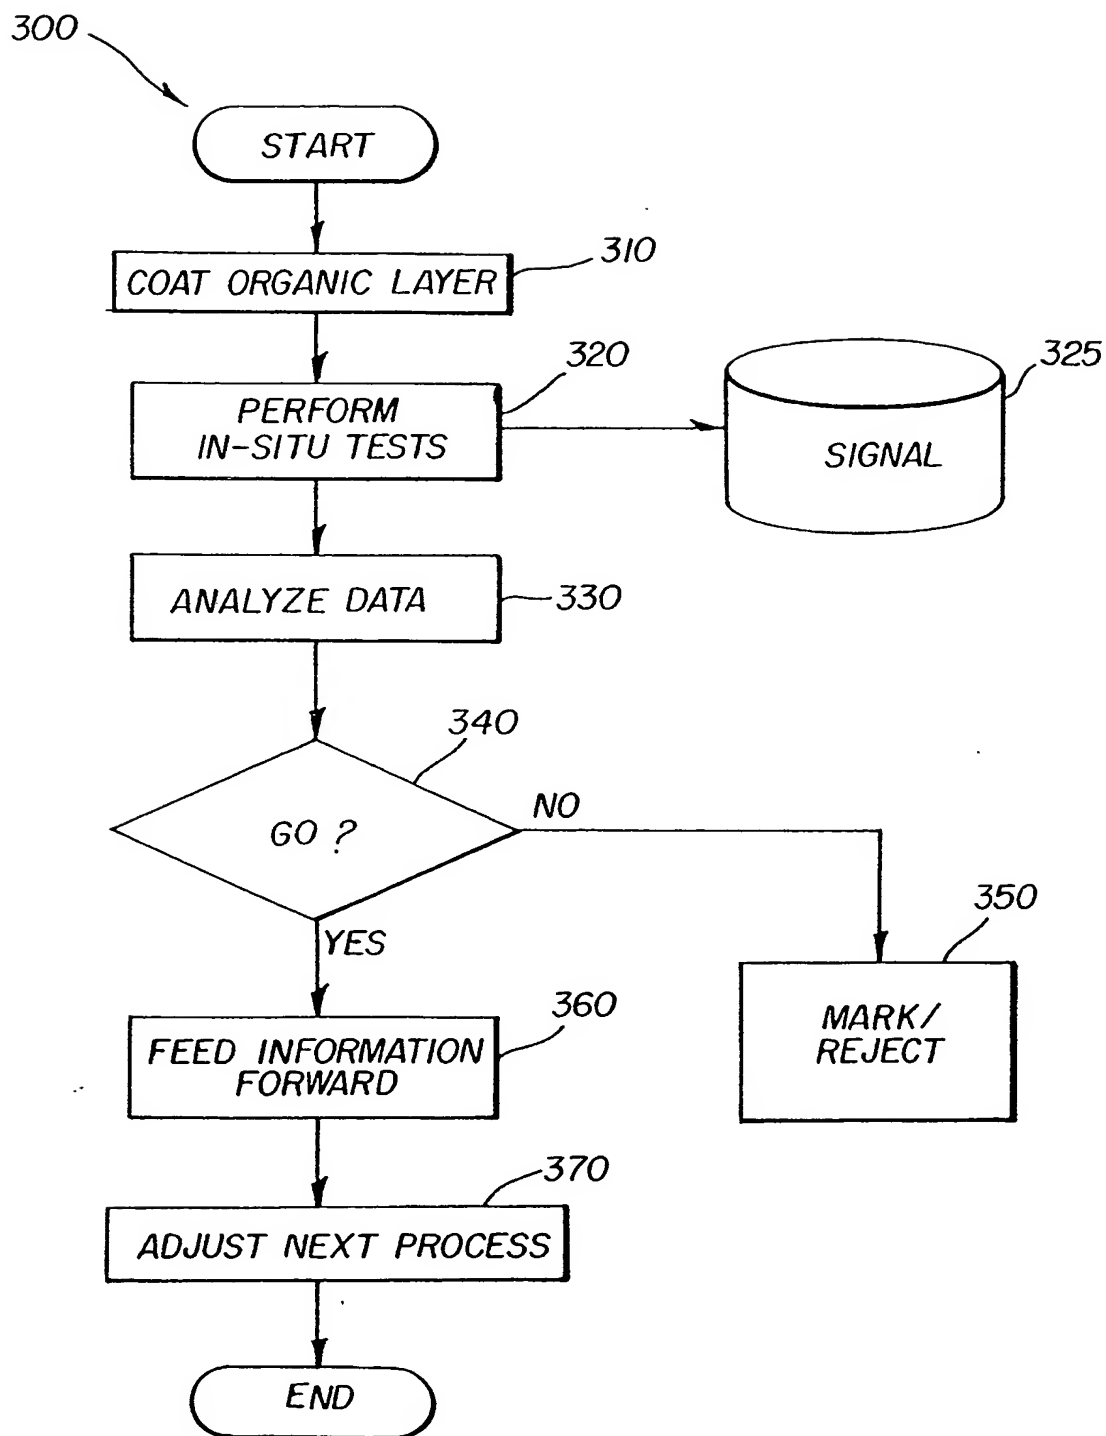 300
START
310
COAT ORGANIC LAYER
320
PERFORM
IN-SITU TESTS
325
SIGNAL
ANALYZE DATA
330
340
GO ?
NO
YES
350
MARK/
REJECT
360
FEED INFORMATION
FORWARD
370
ADJUST NEXT PROCESS
END